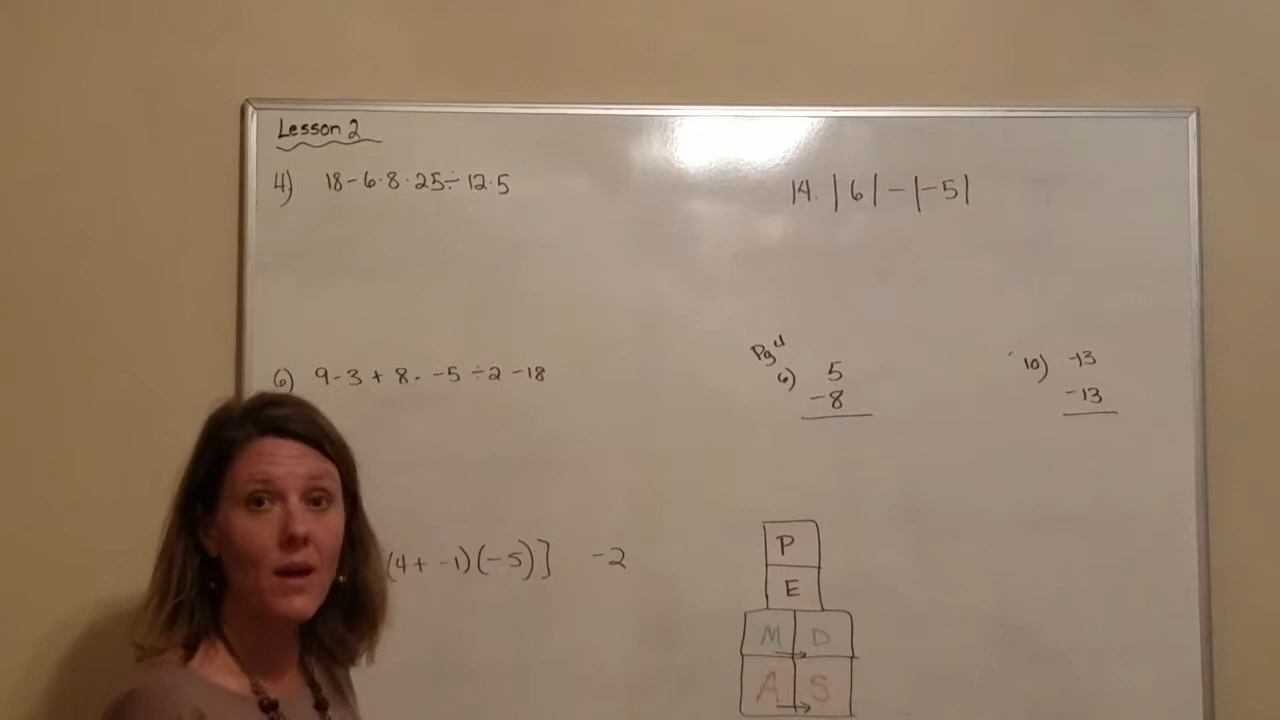 Lesson 2
4) 18-6·8·25÷12·5
14. |6|-|-5|
Pg 4
6) 5
-8
10) -13
-13
6) 9-3+8·-5÷2-18
(4+-1)(-5)]·-2
P
E
M D
A S